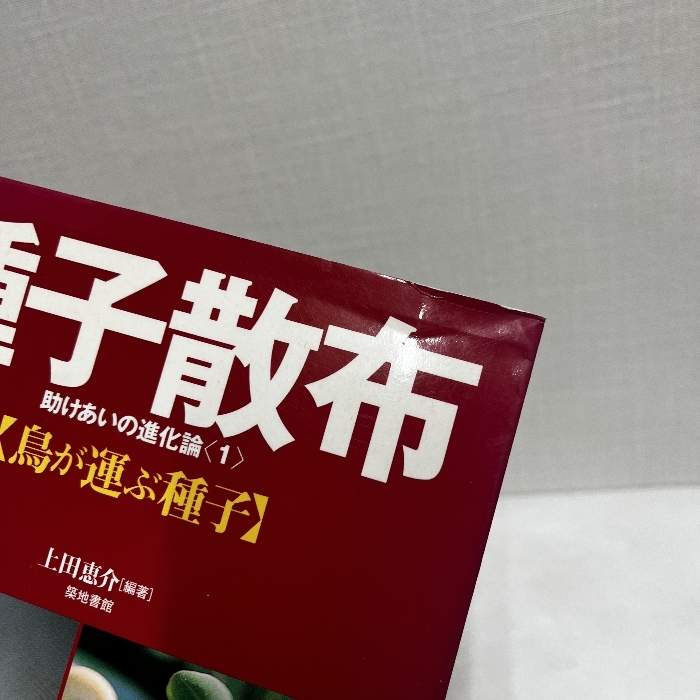 種子散布
助けあいの進化論〈1〉
【鳥が運ぶ種子】
上田恵介[編著]
築地書館